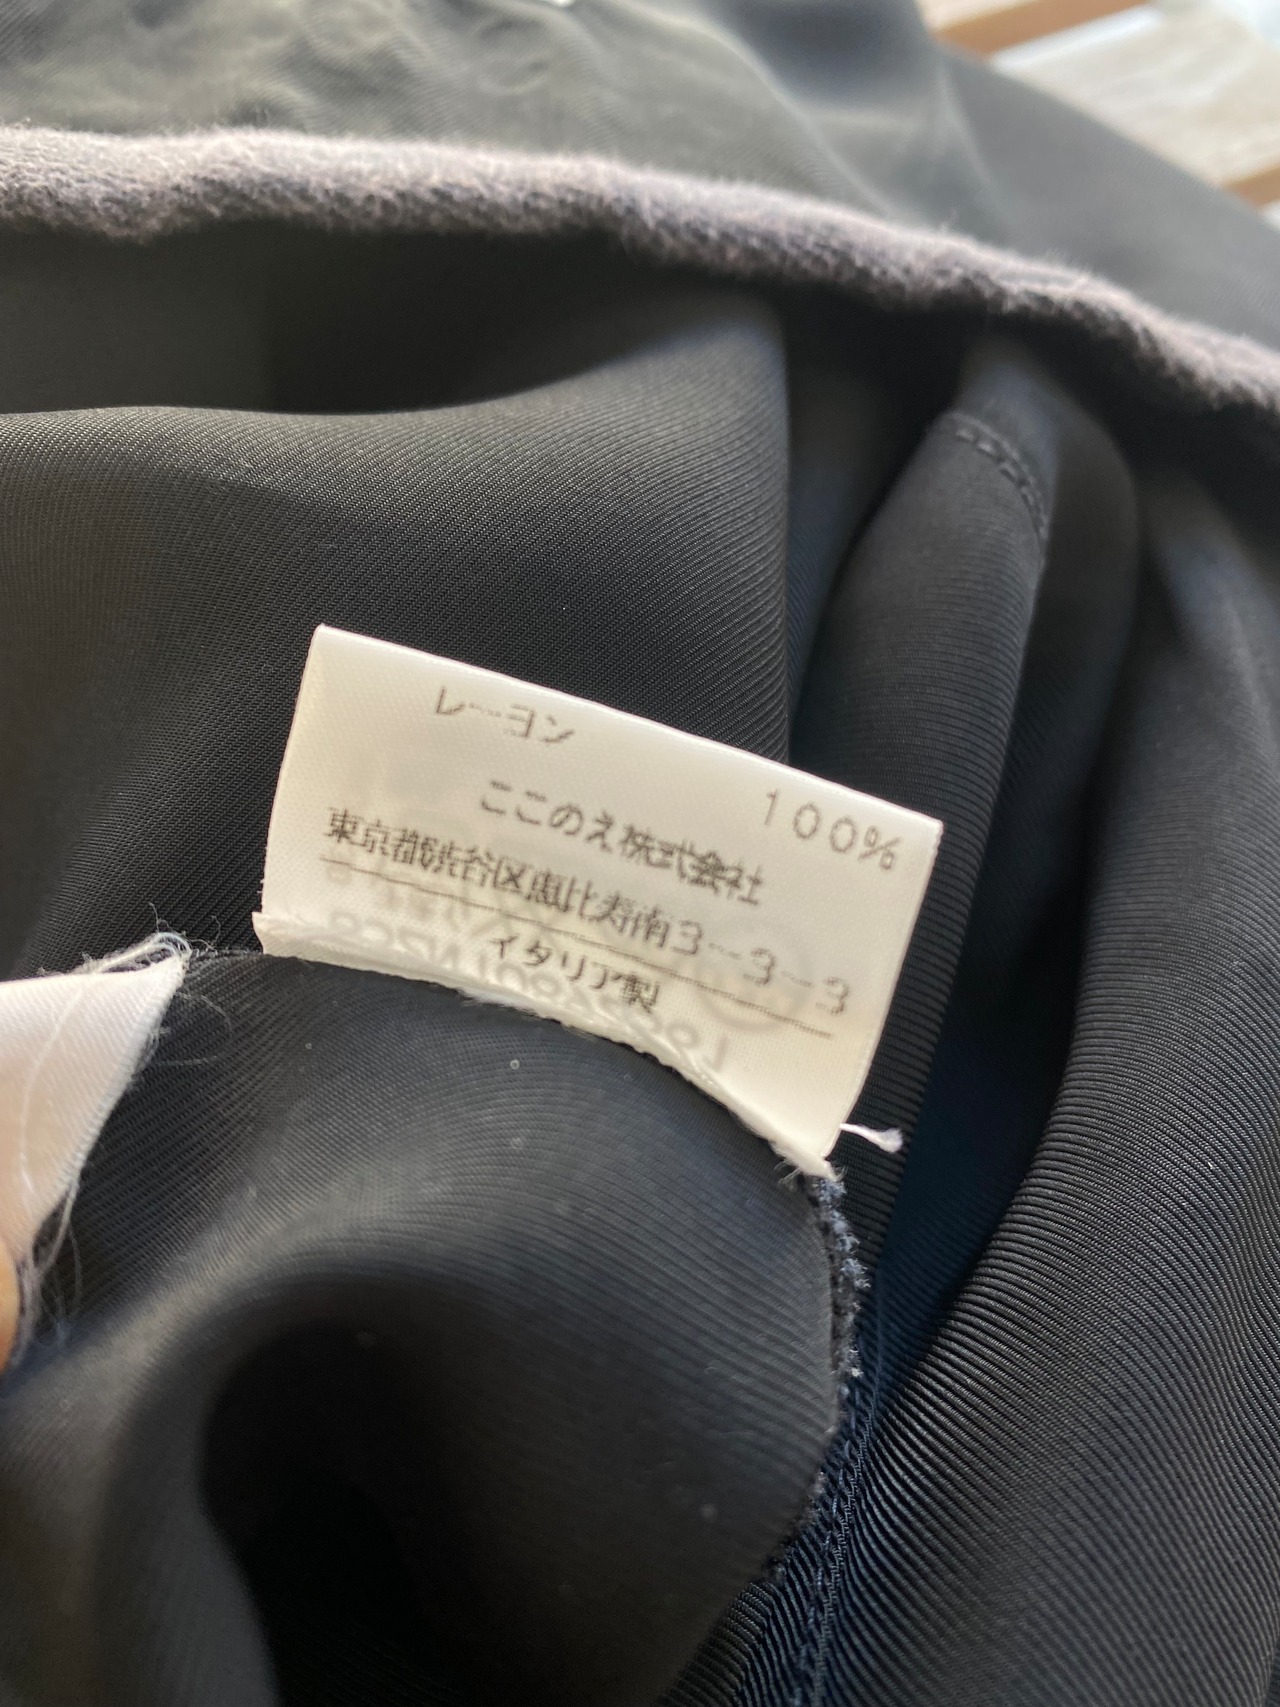 レーヨン 100%
ここのえ株式会社
東京都渋谷区恵比寿南3-3-3
イタリア製